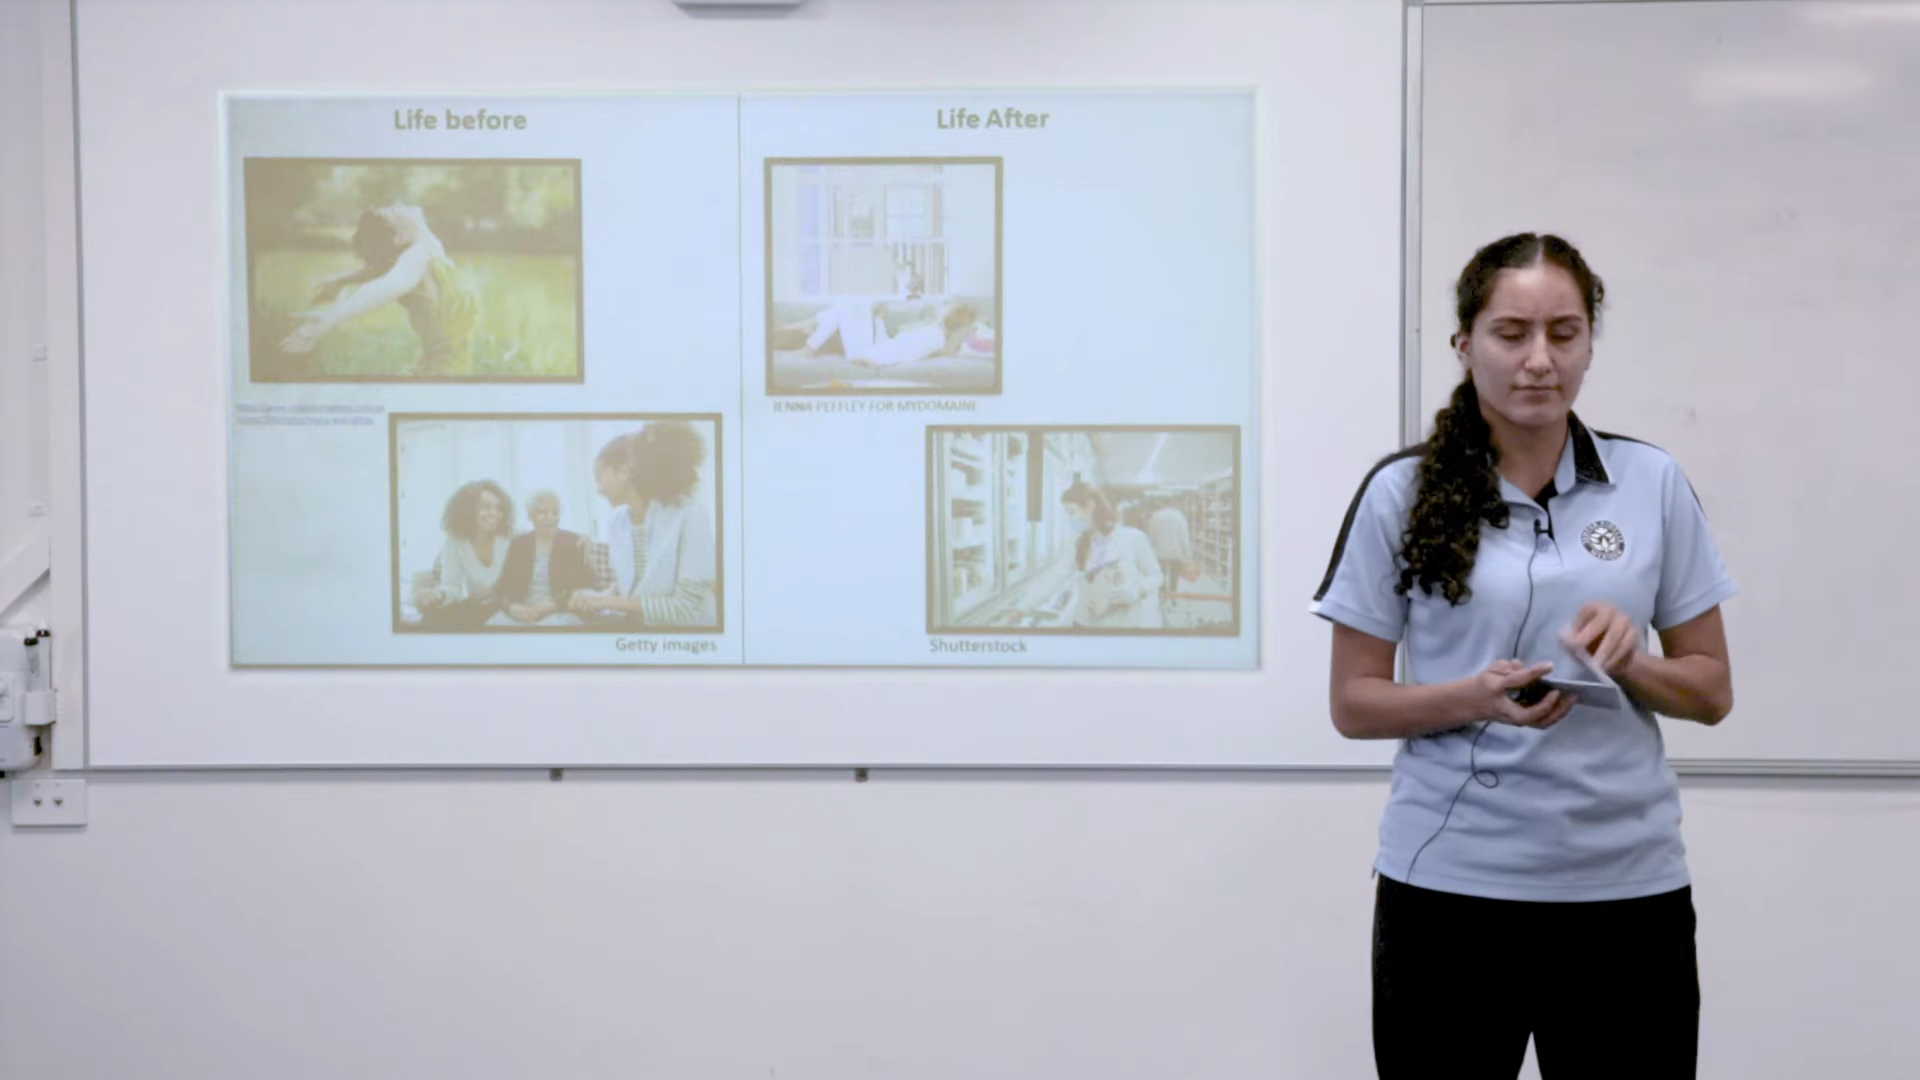 Life before
Life After
JENNA PEFFLEY FOR MYDOMAINE
Getty images
Shutterstock